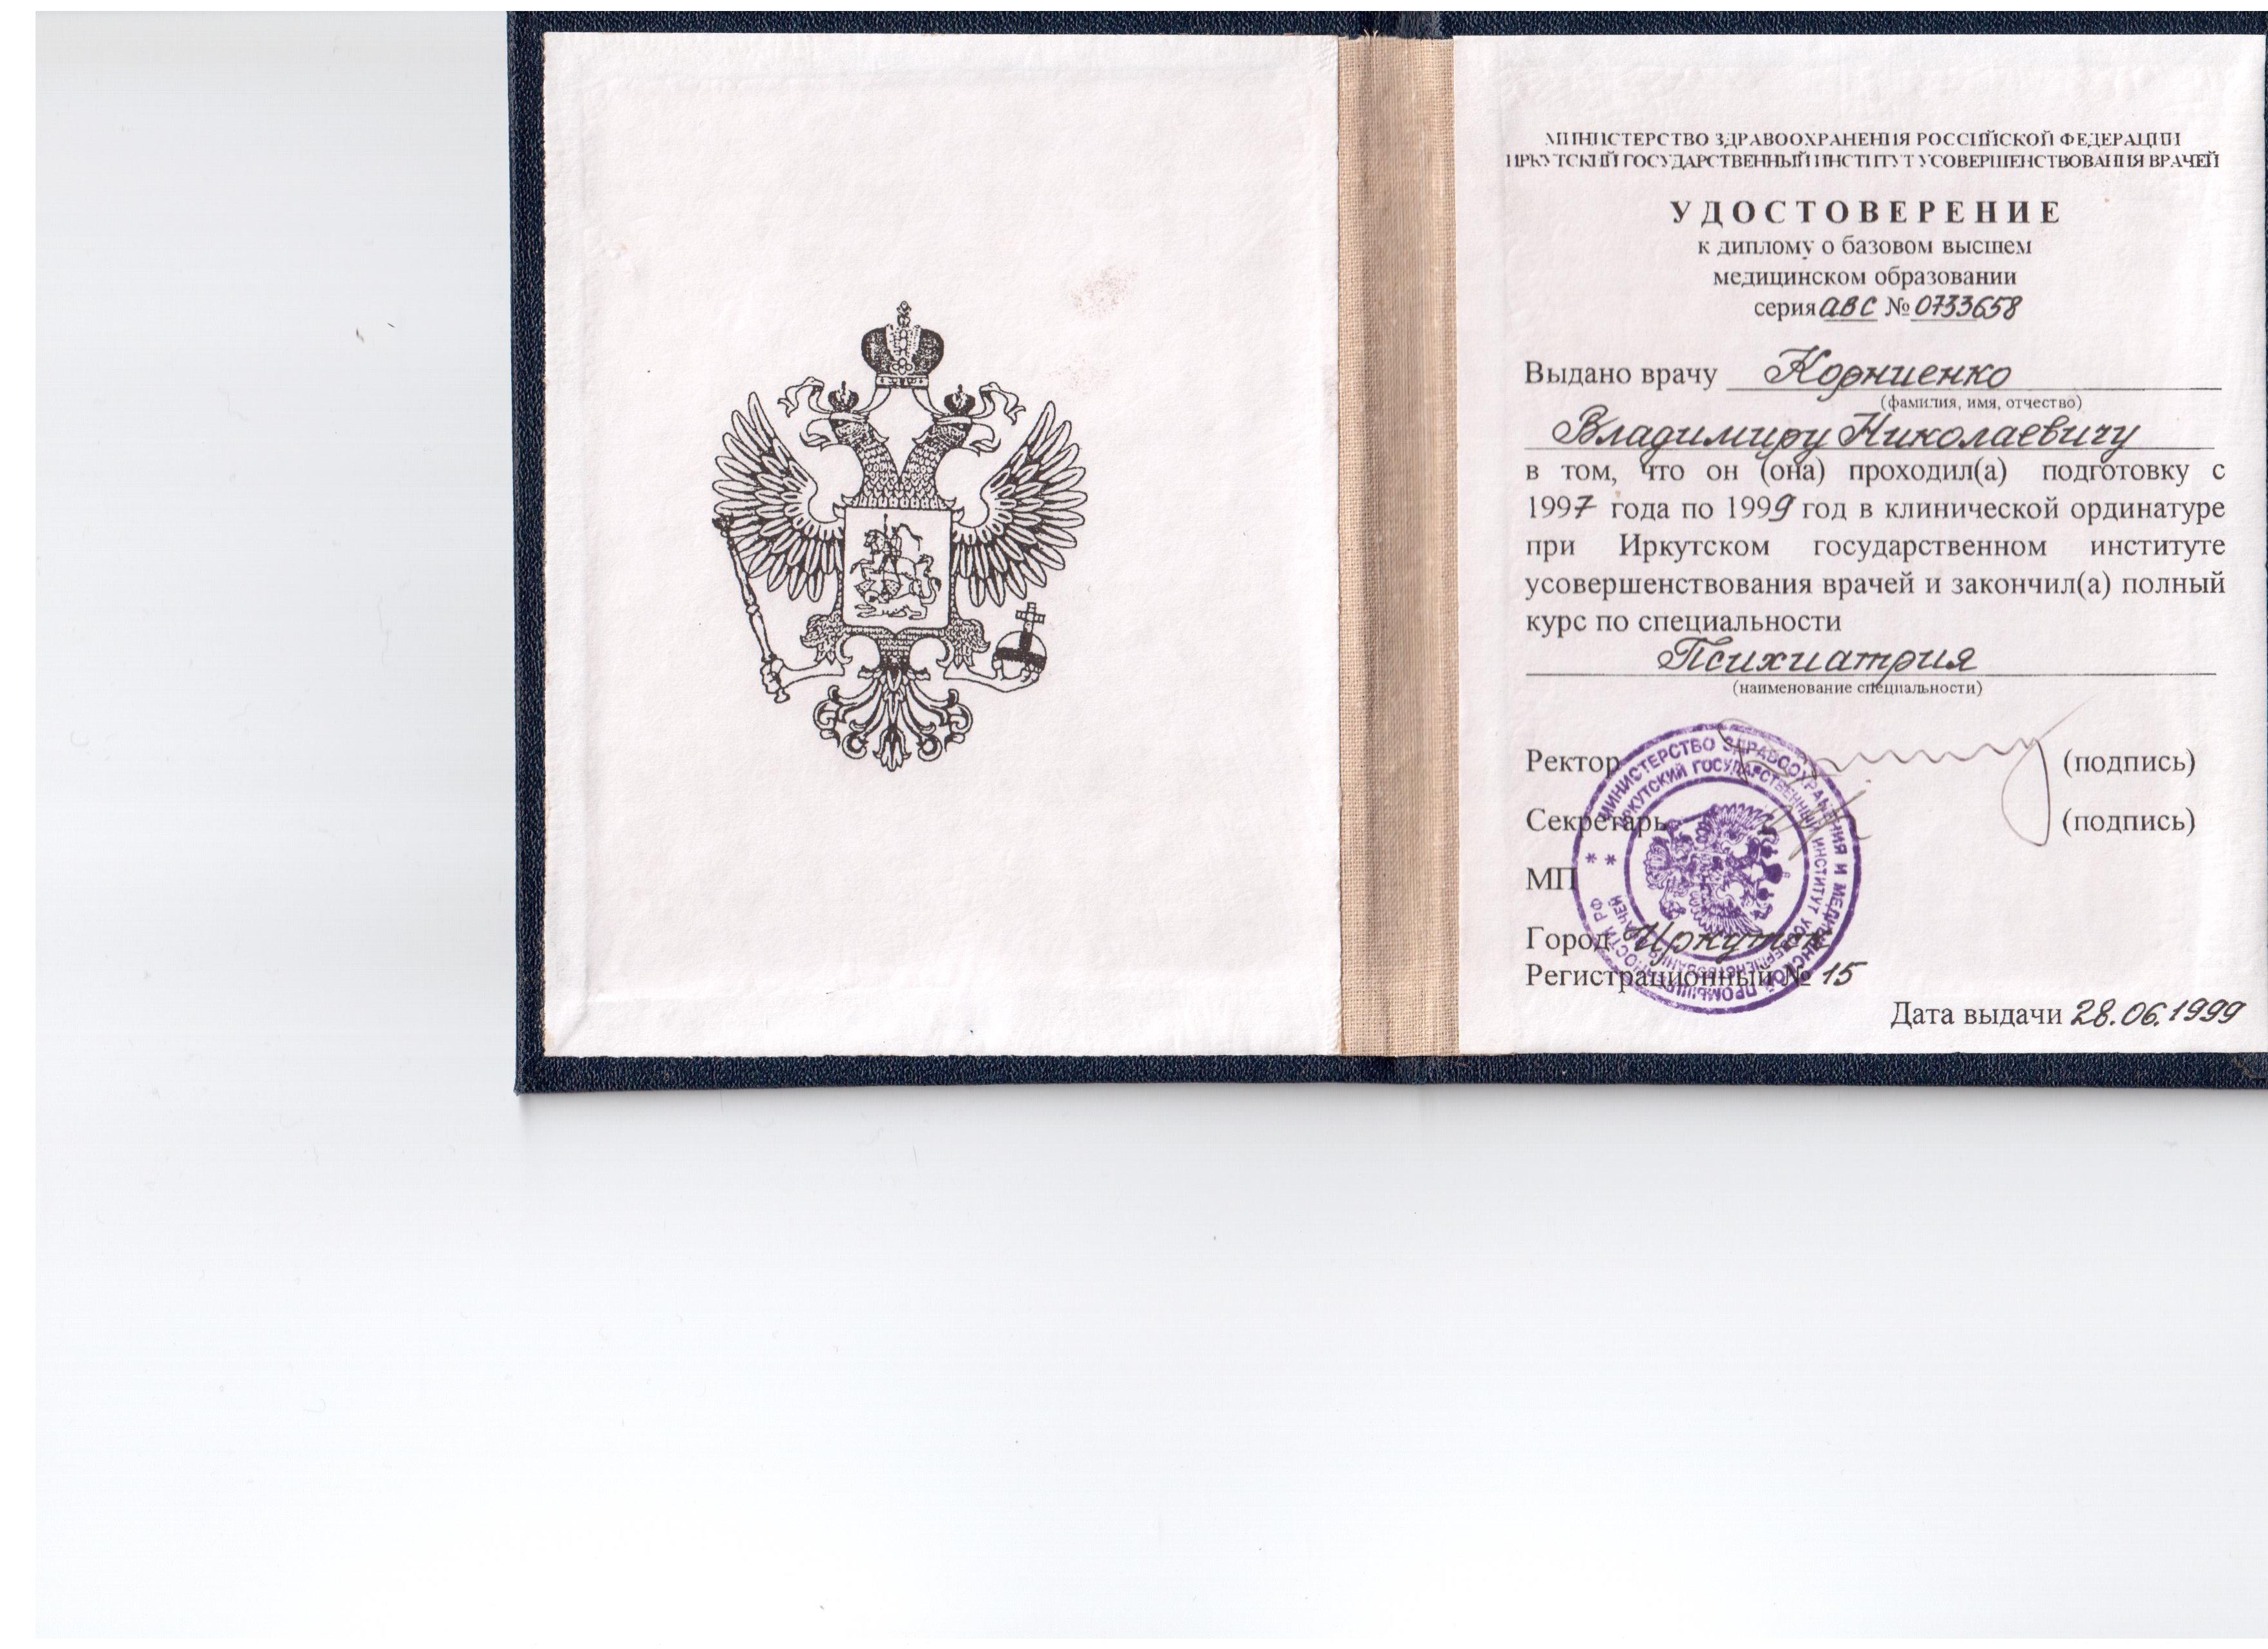 МИНИСТЕРСТВО ЗДРАВООХРАНЕНИЯ РОССИЙСКОЙ ФЕДЕРАЦИИ
ИРКУТСКИЙ ГОСУДАРСТВЕННЫЙ ИНСТИТУТ УСОВЕРШЕНСТВОВАНИЯ ВРАЧЕЙ
УДОСТОВЕРЕНИЕ
к диплому о базовом высшем
медицинском образовании
серия АВС № 0733658
Выдано врачу Корниенко
(фамилия, имя, отчество)
Владимиру Николаевичу
в том, что он (она) проходил(а) подготовку с
1997 года по 1999 год в клинической ординатуре
при Иркутском государственном институте
усовершенствования врачей и закончил(а) полный
курс по специальности
Психиатрия
(наименование специальности)
Ректор (подпись)
Секретарь (подпись)
МП
Город Иркутск
Регистрационный № 15
Дата выдачи 28.06.1999
МИНИСТЕРСТВО ЗДРАВООХРАНЕНИЯ И МЕДИЦИНСКОЙ ПРОМЫШЛЕННОСТИ РФ
ИРКУТСКИЙ ГОСУДАРСТВЕННЫЙ ИНСТИТУТ УСОВЕРШЕНСТВОВАНИЯ ВРАЧЕЙ